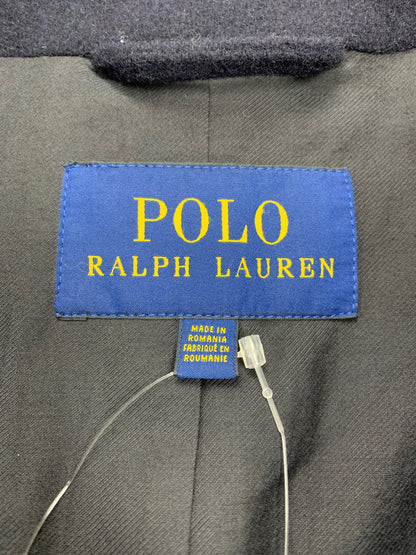 POLO
RALPH LAUREN
MADE IN
ROMANIA
FABRIQUÉ EN
ROUMANIE